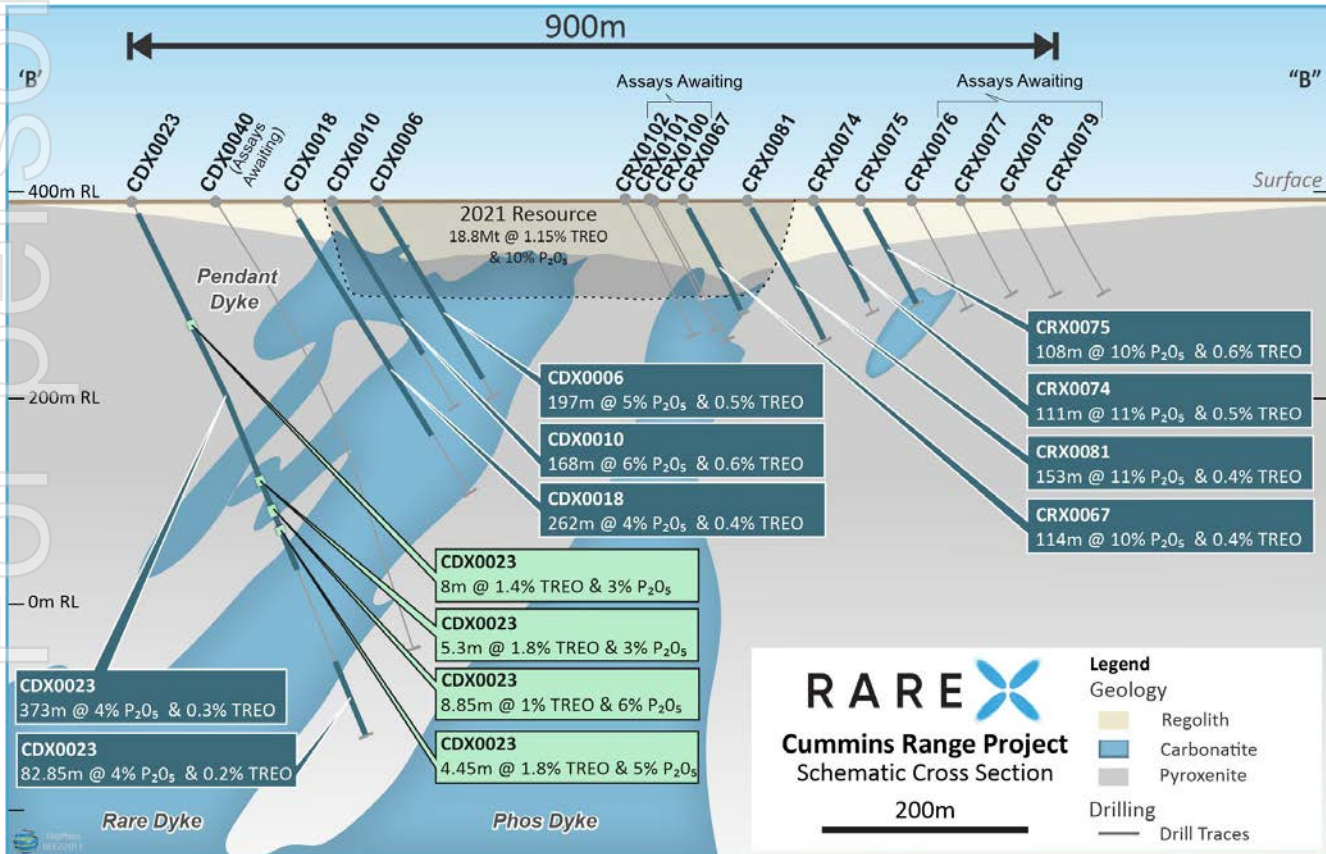 900m
'B'
"B"
Assays Awaiting
Assays Awaiting
CDX0023
CDX0040
(Assays
Awaiting)
CDX0018
CDX0010
CDX0006
CRX0102
CRX0101
CRX0100
CRX0067
CRX0081
CRX0074
CRX0075
CRX0076
CRX0077
CRX0078
CRX0079
400m RL
Surface
2021 Resource
18.8Mt @ 1.15% TREO
& 10% P₂O₅
Pendant
Dyke
200m RL
0m RL
CRX0075
108m @ 10% P₂O₅ & 0.6% TREO
CRX0074
111m @ 11% P₂O₅ & 0.5% TREO
CRX0081
153m @ 11% P₂O₅ & 0.4% TREO
CRX0067
114m @ 10% P₂O₅ & 0.4% TREO
CDX0006
197m @ 5% P₂O₅ & 0.5% TREO
CDX0010
168m @ 6% P₂O₅ & 0.6% TREO
CDX0018
262m @ 4% P₂O₅ & 0.4% TREO
CDX0023
8m @ 1.4% TREO & 3% P₂O₅
CDX0023
5.3m @ 1.8% TREO & 3% P₂O₅
CDX0023
8.85m @ 1% TREO & 6% P₂O₅
CDX0023
4.45m @ 1.8% TREO & 5% P₂O₅
CDX0023
373m @ 4% P₂O₅ & 0.3% TREO
CDX0023
82.85m @ 4% P₂O₅ & 0.2% TREO
Rare Dyke
Phos Dyke
RAREX
Cummins Range Project
Schematic Cross Section
200m
Legend
Geology
Regolith
Carbonatite
Pyroxenite
Drilling
Drill Traces